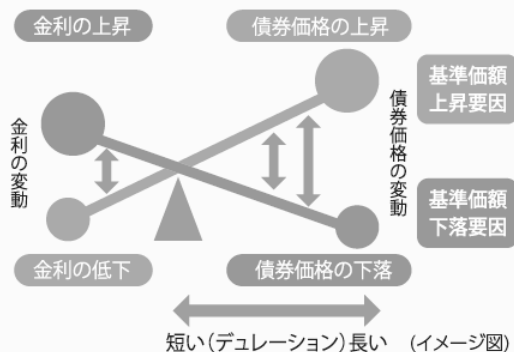 金利の上昇
債券価格の上昇
基準価額
上昇要因
金利の変動
債券価格の変動
基準価額
下落要因
金利の低下
債券価格の下落
短い(デュレーション)長い (イメージ図)